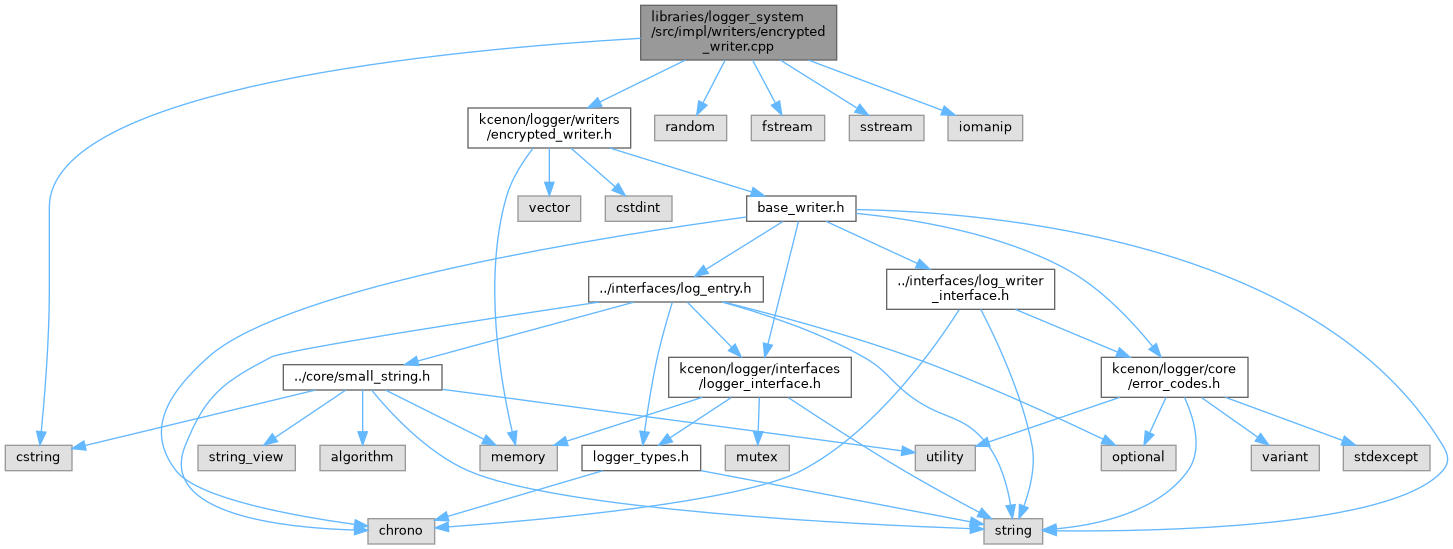 libraries/logger_system
/src/impl/writers/encrypted
_writer.cpp
kcenon/logger/writers
/encrypted_writer.h
random
fstream
sstream
iomanip
vector
cstdint
base_writer.h
../interfaces/log_entry.h
../interfaces/log_writer
_interface.h
../core/small_string.h
kcenon/logger/interfaces
/logger_interface.h
kcenon/logger/core
/error_codes.h
cstring
string_view
algorithm
memory
logger_types.h
mutex
utility
optional
variant
stdexcept
chrono
string